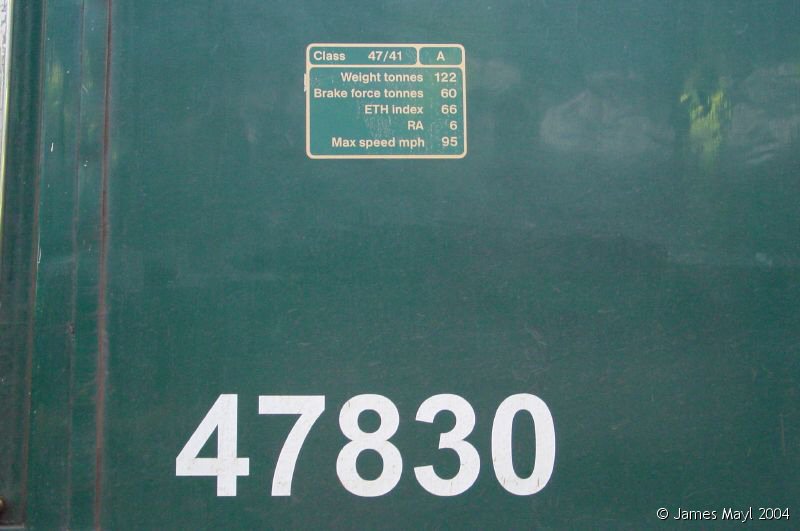 Class 47/41 A
Weight tonnes 122
Brake force tonnes 60
ETH index 66
RA 6
Max speed mph 95
47830
© James Mayl 2004